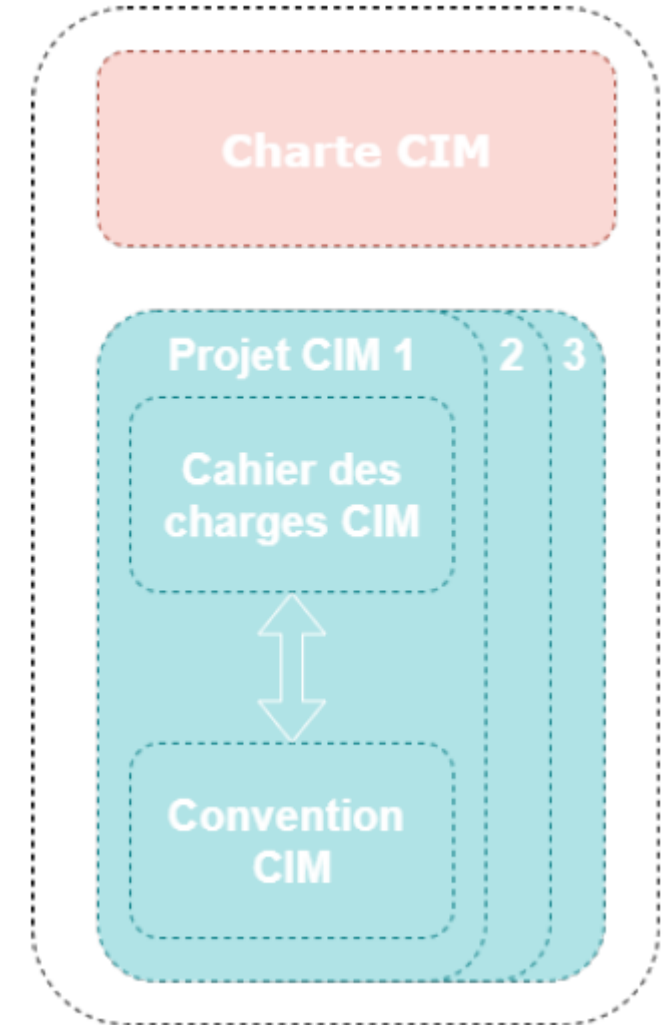 Charte CIM
Projet CIM 1
2
3
Cahier des
charges CIM
Convention
CIM